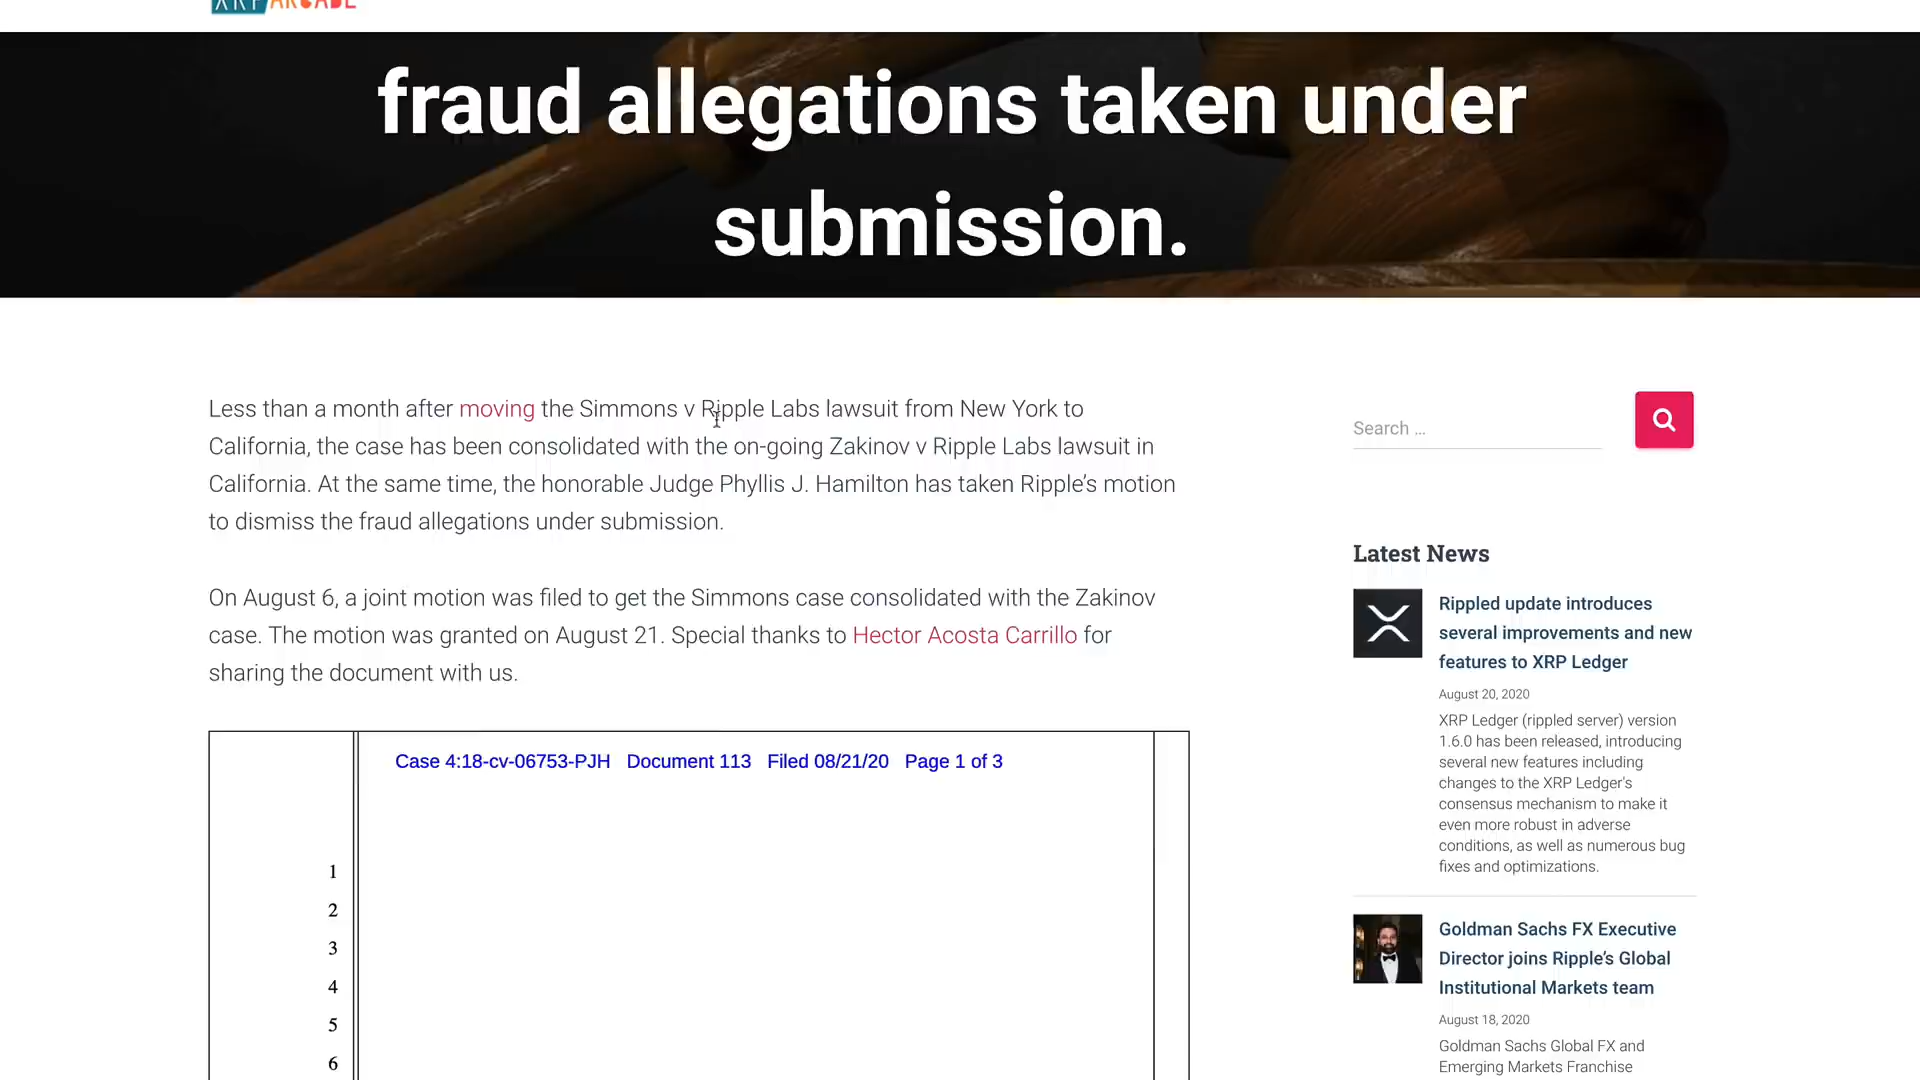 XRP ARCADE
fraud allegations taken under
submission.
Less than a month after moving the Simmons v Ripple Labs lawsuit from New York to
California, the case has been consolidated with the on-going Zakinov v Ripple Labs lawsuit in
California. At the same time, the honorable Judge Phyllis J. Hamilton has taken Ripple’s motion
to dismiss the fraud allegations under submission.
On August 6, a joint motion was filed to get the Simmons case consolidated with the Zakinov
case. The motion was granted on August 21. Special thanks to Hector Acosta Carrillo for
sharing the document with us.
Case 4:18-cv-06753-PJH Document 113 Filed 08/21/20 Page 1 of 3
1
2
3
4
5
6
Search …
Latest News
Rippled update introduces
several improvements and new
features to XRP Ledger
August 20, 2020
XRP Ledger (rippled server) version
1.6.0 has been released, introducing
several new features including
changes to the XRP Ledger's
consensus mechanism to make it
even more robust in adverse
conditions, as well as numerous bug
fixes and optimizations.
Goldman Sachs FX Executive
Director joins Ripple’s Global
Institutional Markets team
August 18, 2020
Goldman Sachs Global FX and
Emerging Markets Franchise